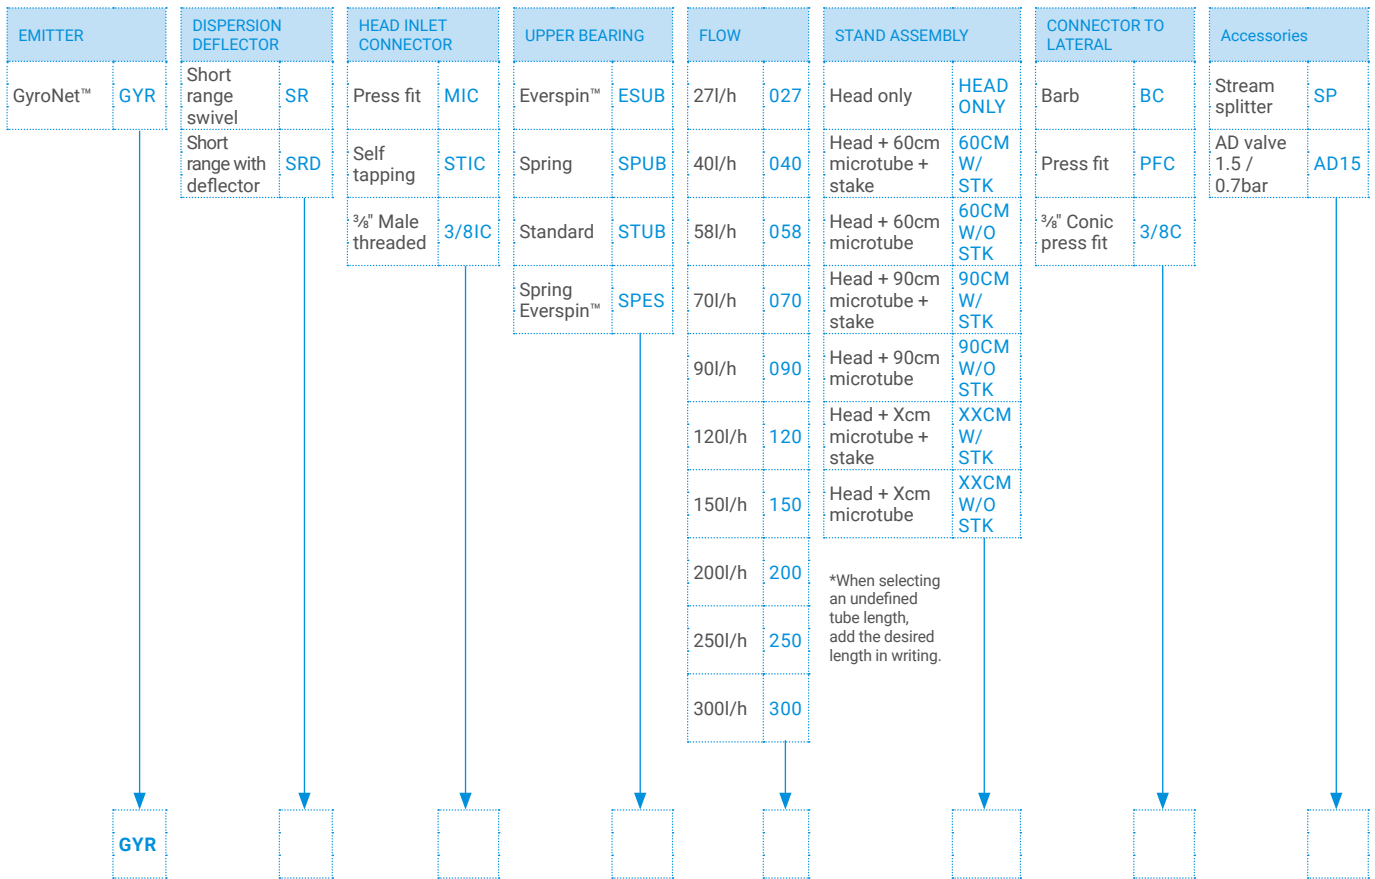 EMITTER
GyroNet™ GYR
GYR
DISPERSION
DEFLECTOR
Short
range
swivel
SR
Short
range with
deflector
SRD
HEAD INLET
CONNECTOR
Press fit MIC
Self
tapping
STIC
⅜" Male
threaded
3/8IC
UPPER BEARING
Everspin™ ESUB
Spring SPUB
Standard STUB
Spring
Everspin™
SPES
FLOW
27l/h 027
40l/h 040
58l/h 058
70l/h 070
90l/h 090
120l/h 120
150l/h 150
200l/h 200
250l/h 250
300l/h 300
STAND ASSEMBLY
Head only
HEAD
ONLY
Head + 60cm
microtube +
stake
60CM
W/
STK
Head + 60cm
microtube
60CM
W/O
STK
Head + 90cm
microtube +
stake
90CM
W/
STK
Head + 90cm
microtube
90CM
W/O
STK
Head + Xcm
microtube +
stake
XXCM
W/
STK
Head + Xcm
microtube
XXCM
W/O
STK
*When selecting
an undefined
tube length,
add the desired
length in writing.
CONNECTOR TO
LATERAL
Barb BC
Press fit PFC
⅜" Conic
press fit
3/8C
Accessories
Stream
splitter
SP
AD valve
1.5 /
0.7bar
AD15